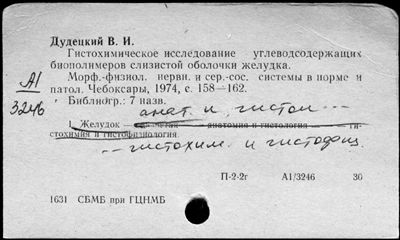 Дудецкий В. И.
Гистохимическое исследование углеводсодержащих
биополимеров слизистой оболочки желудка.
Морф.-физиол. нервн. и сер.-сос. системы в норме и
патол. Чебоксары, 1974, с. 158—162.
Библиогр.: 7 назв.
А1
3246
анат. и гистол
1. Желудок — анатомия и гистология — ги-
стохимия и гистофизиология.
гистохим. и гистофиз.
П-2-2г А1/3246 30
1631 СБМБ при ГЦНМБ